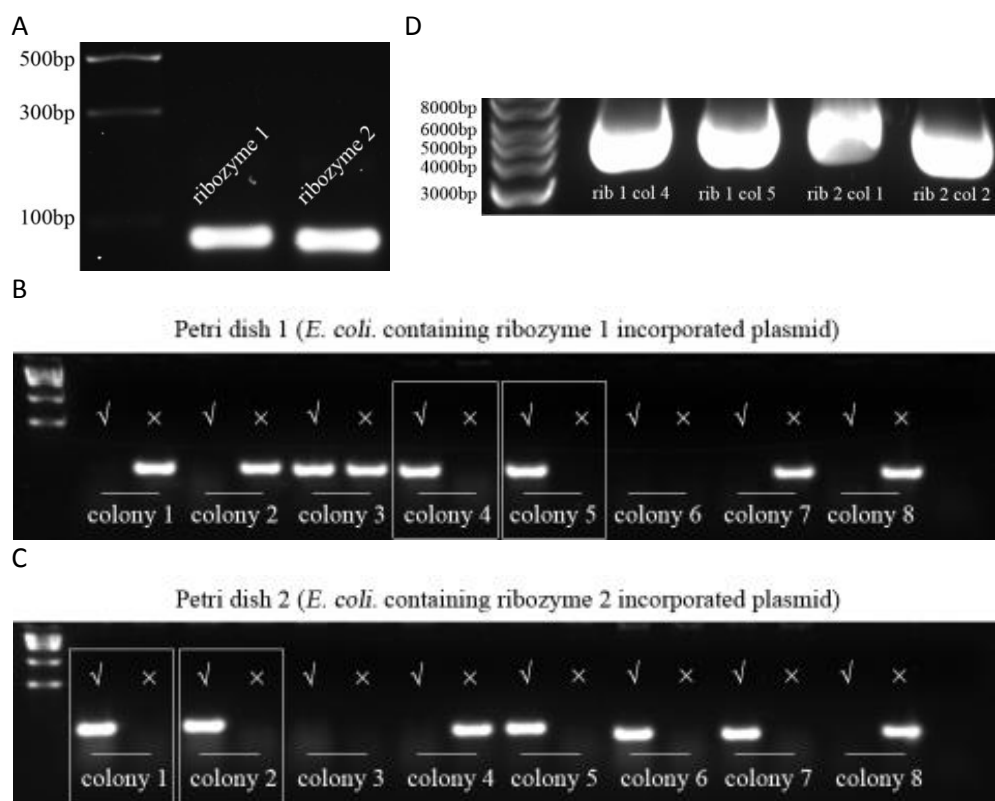 A
500bp
300bp
100bp
ribozyme 1
ribozyme 2
D
8000bp
6000bp
5000bp
4000bp
3000bp
rib 1 col 4
rib 1 col 5
rib 2 col 1
rib 2 col 2
B
Petri dish 1 (E. coli. containing ribozyme 1 incorporated plasmid)
√ × √ × √ × √ × √ × √ × √ × √ ×
colony 1 colony 2 colony 3 colony 4 colony 5 colony 6 colony 7 colony 8
C
Petri dish 2 (E. coli. containing ribozyme 2 incorporated plasmid)
√ × √ × √ × √ × √ × √ × √ × √ ×
colony 1 colony 2 colony 3 colony 4 colony 5 colony 6 colony 7 colony 8